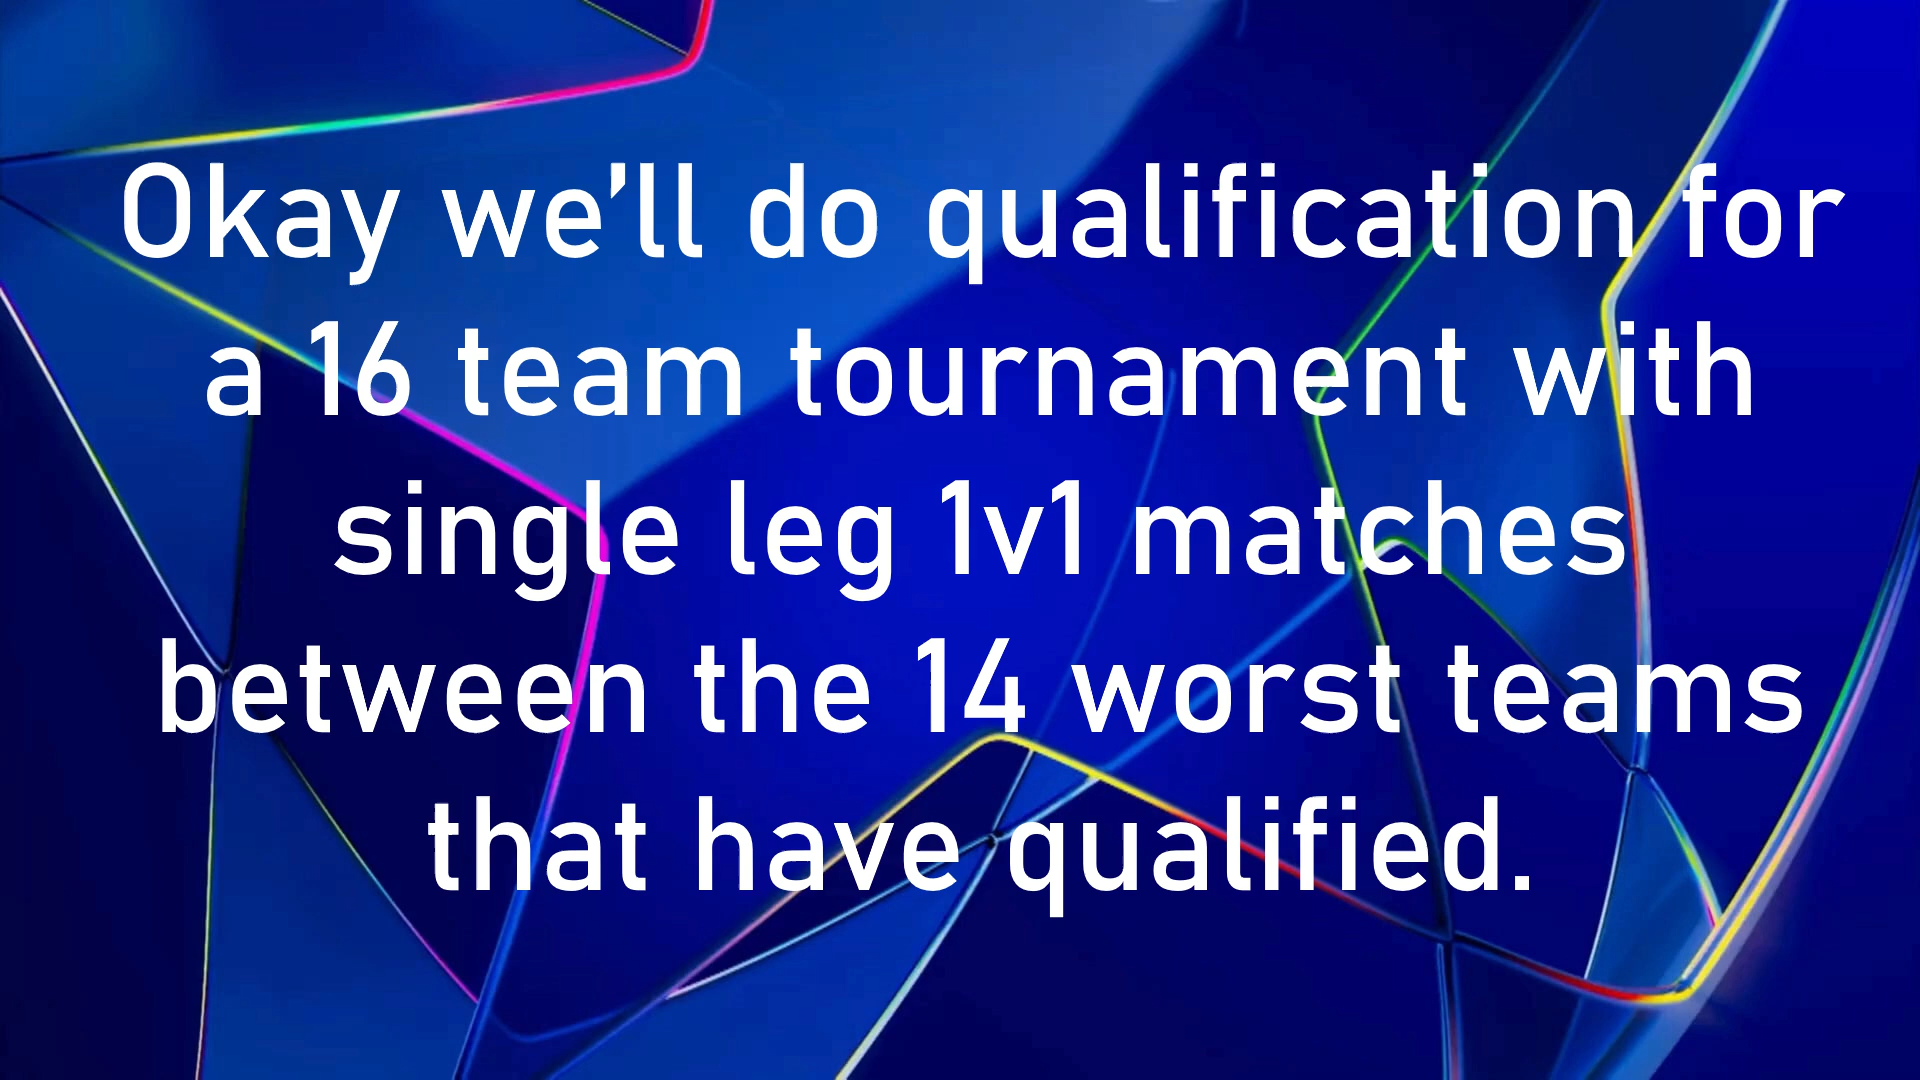 Okay we’ll do qualification for
a 16 team tournament with
single leg 1v1 matches
between the 14 worst teams
that have qualified.